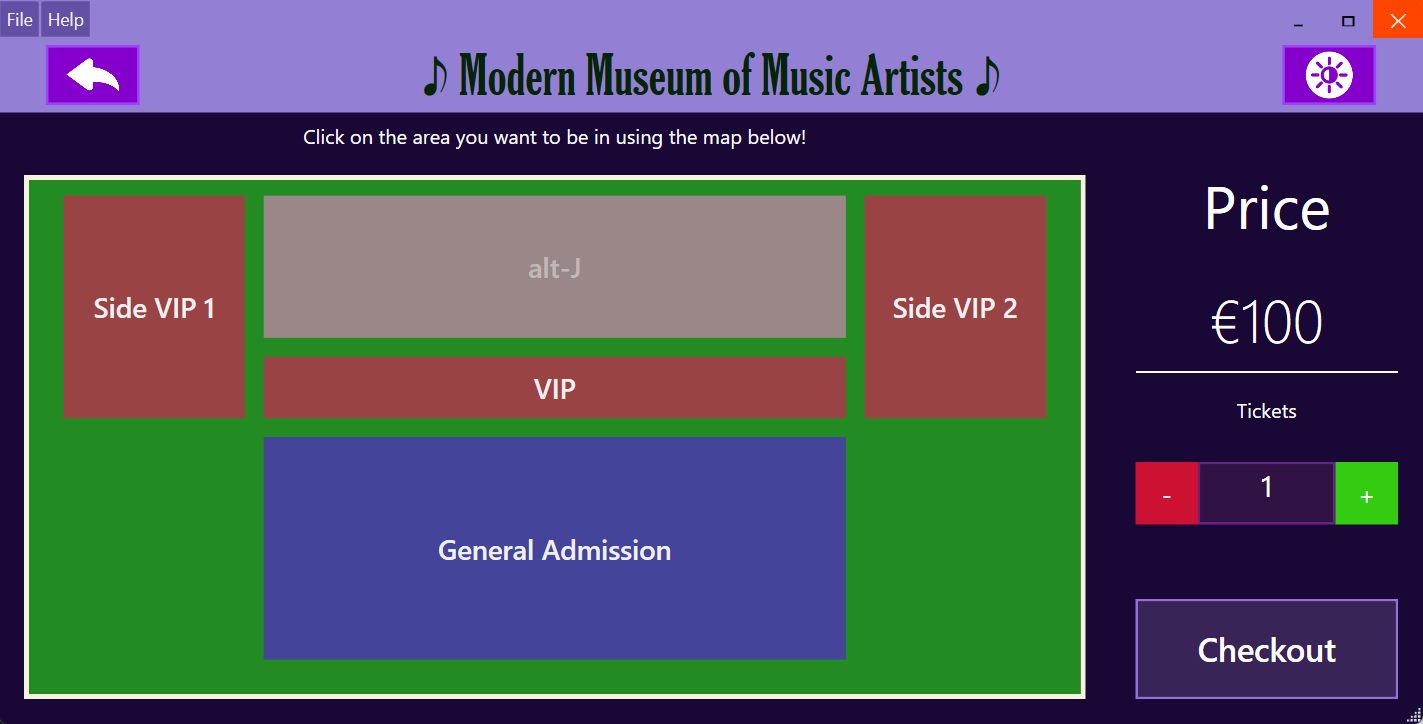 File Help
♪ Modern Museum of Music Artists ♪
Click on the area you want to be in using the map below!
Side VIP 1
alt-J
Side VIP 2
VIP
General Admission
Price
€100
Tickets
- 1 +
Checkout